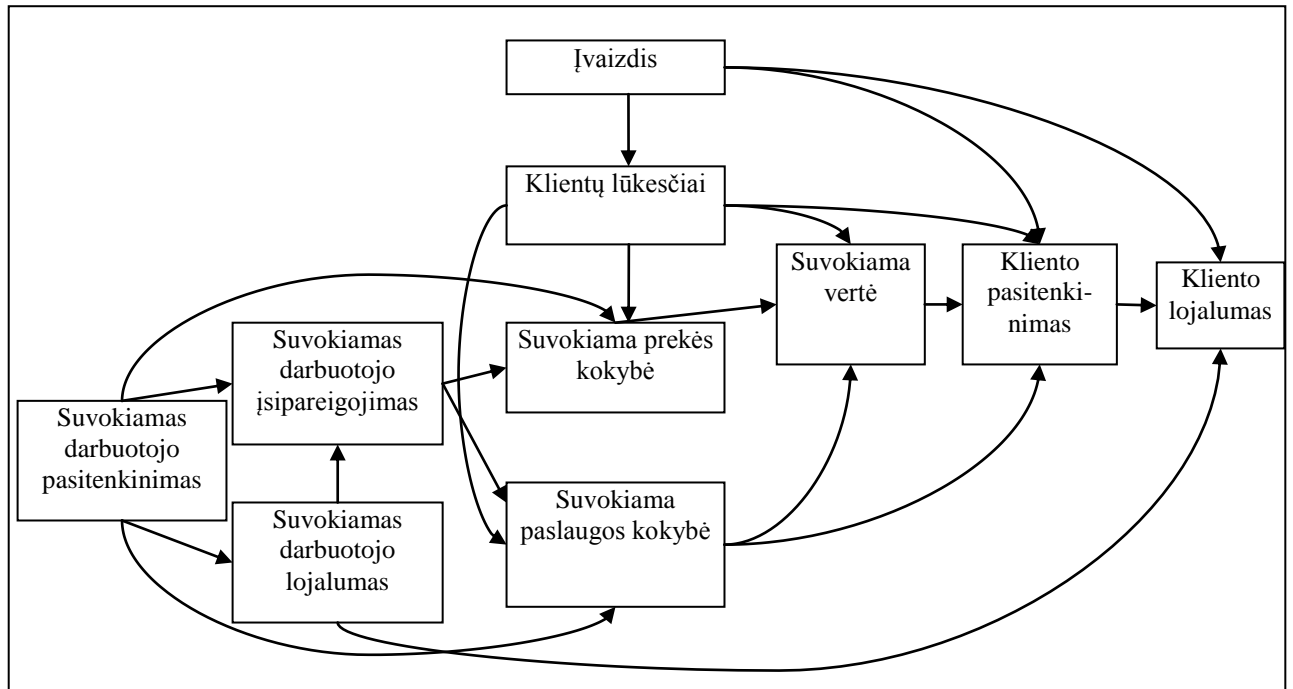 Įvaizdis
Klientų lūkesčiai
Suvokiama
vertė
Kliento
pasitenki-
nimas
Kliento
lojalumas
Suvokiama prekės
kokybė
Suvokiamas
darbuotojo
įsipareigojimas
Suvokiamas
darbuotojo
pasitenkinimas
Suvokiamas
darbuotojo
lojalumas
Suvokiama
paslaugos kokybė